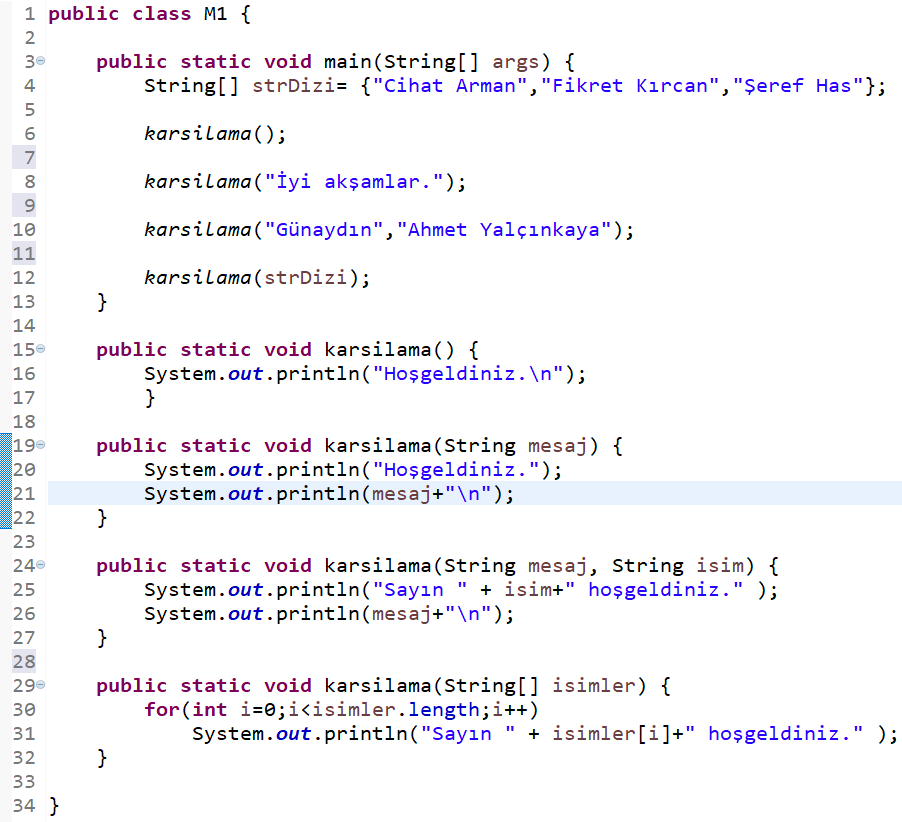 1 public class M1 {
2
3 public static void main(String[] args) {
4 String[] strDizi= {"Cihat Arman","Fikret Kırcan","Şeref Has"};
5
6 karsilama();
7
8 karsilama("İyi akşamlar.");
9
10 karsilama("Günaydın","Ahmet Yalçınkaya");
11
12 karsilama(strDizi);
13 }
14
15 public static void karsilama() {
16 System.out.println("Hoşgeldiniz.\n");
17 }
18
19 public static void karsilama(String mesaj) {
20 System.out.println("Hoşgeldiniz.");
21 System.out.println(mesaj+"\n");
22 }
23
24 public static void karsilama(String mesaj, String isim) {
25 System.out.println("Sayın " + isim+" hoşgeldiniz." );
26 System.out.println(mesaj+"\n");
27 }
28
29 public static void karsilama(String[] isimler) {
30 for(int i=0;i<isimler.length;i++)
31 System.out.println("Sayın " + isimler[i]+" hoşgeldiniz." );
32 }
33
34 }